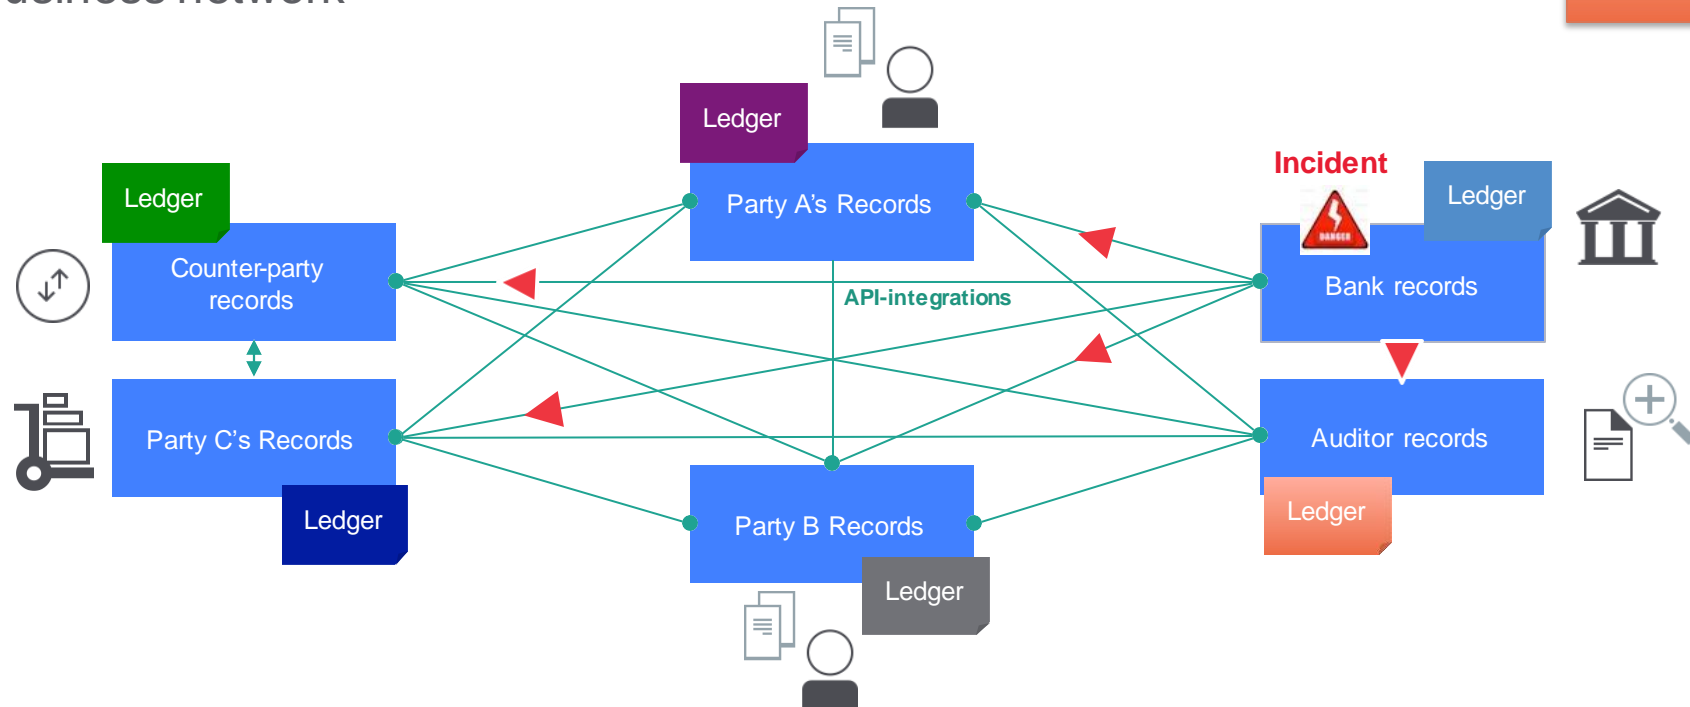 network
Ledger
Party A's Records
Ledger
Counter-party
records
Incident
DANGER
Ledger
Bank records
API-integrations
Party C's Records
Ledger
Party B Records
Ledger
Auditor records
Ledger